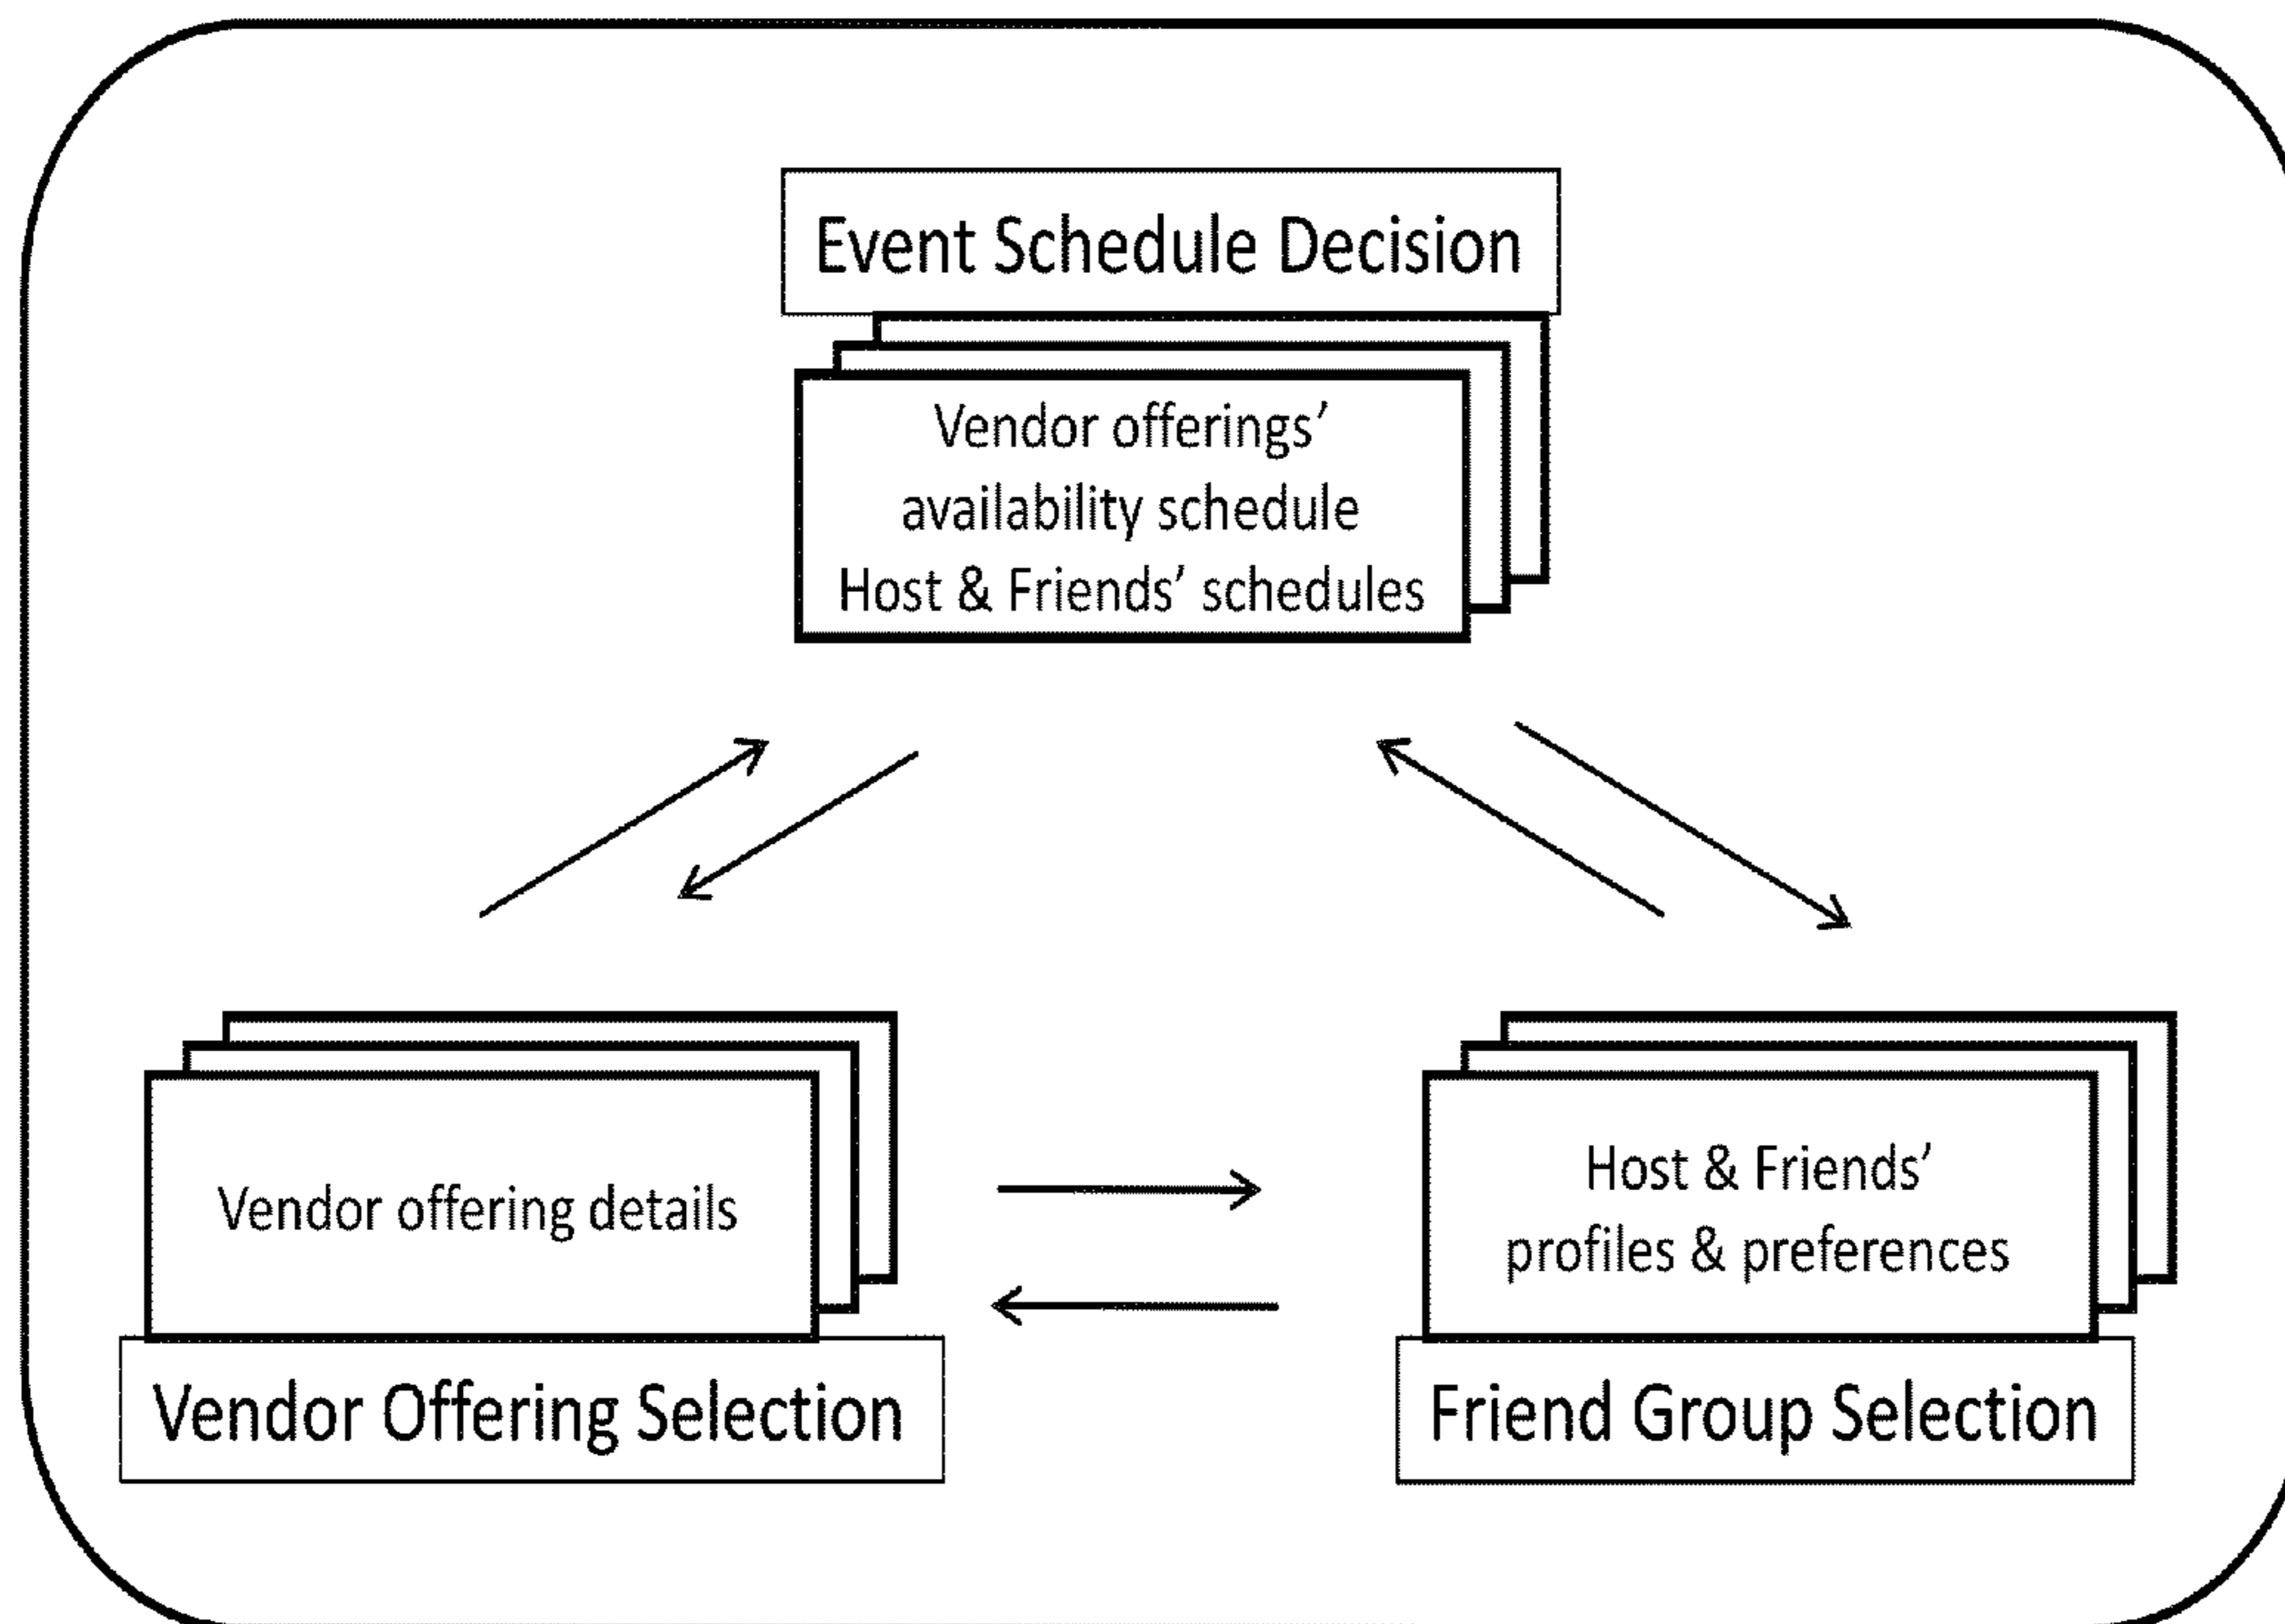 Event Schedule Decision
Vendor offerings’
availability schedule
Host & Friends’ schedules
Vendor offering details
Vendor Offering Selection
Host & Friends’
profiles & preferences
Friend Group Selection